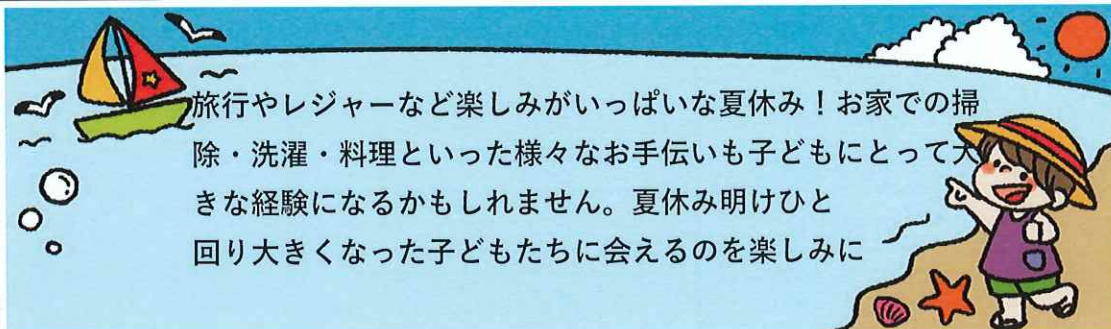 旅行やレジャーなど楽しみがいっぱいな夏休み！お家での掃
除・洗濯・料理といった様々なお手伝いも子どもにとって大
きな経験になるかもしれません。夏休み明けひと
回り大きくなった子どもたちに会えるのを楽しみに